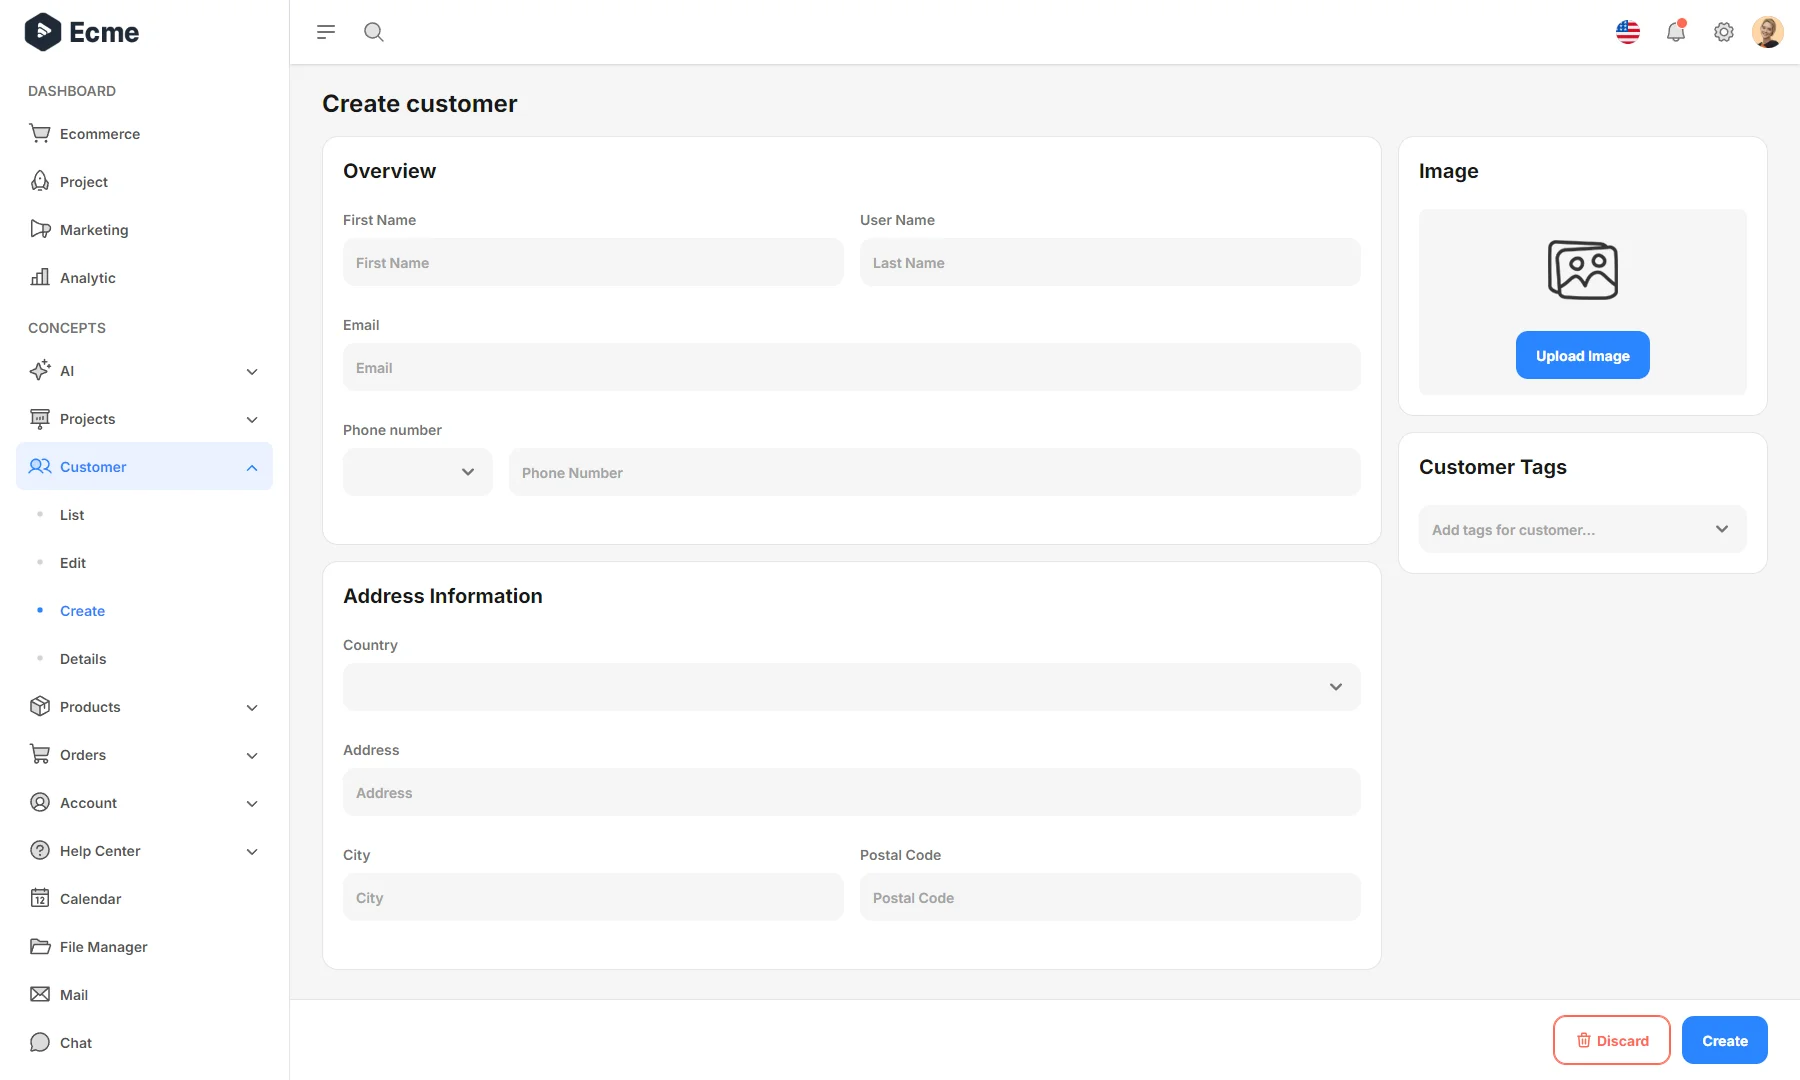 Ecme
DASHBOARD
Ecommerce
Project
Marketing
Analytic
CONCEPTS
AI
Projects
Customer
List
Edit
Create
Details
Products
Orders
Account
Help Center
12
Calendar
File Manager
Mail
Chat
Create customer
Overview
First Name
User Name
First Name
Last Name
Email
Email
Phone number
Phone Number
Address Information
Country
Address
Address
City
Postal Code
City
Postal Code
Image
Upload Image
Customer Tags
Add tags for customer...
Discard
Create